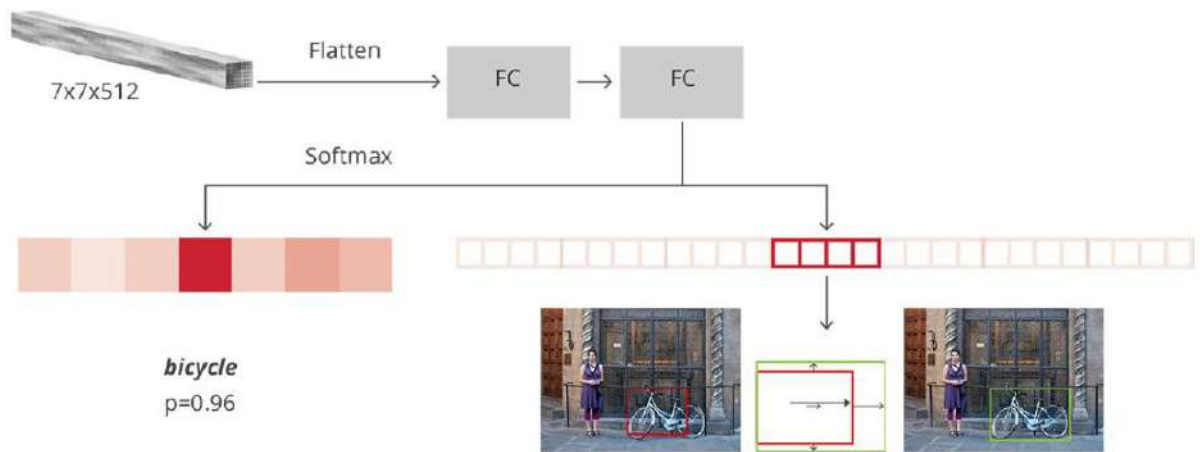 Flatten
FC
FC
7x7x512
Softmax
bicycle
p=0.96